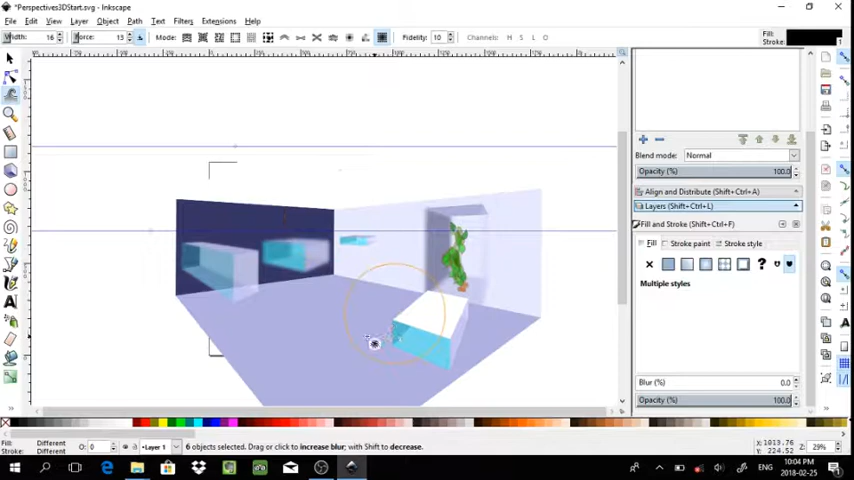 *Perspectives3DStart.svg - Inkscape
File Edit View Layer Object Path Text Filters Extensions Help
Width: 16 Force: 13 Mode: Fidelity: 10 Channels: H S L O Fill: Stroke:
Blend mode: Normal
Opacity (%) 100.0
Align and Distribute (Shift+Ctrl+A)
Layers (Shift+Ctrl+L)
Fill and Stroke (Shift+Ctrl+F)
Fill Stroke paint Stroke style
?
Multiple styles
Blur (%) 0.0
Opacity (%) 100.0
Fill: Different
Stroke: Different
O: 0
Layer 1
6 objects selected. Drag or click to increase blur; with Shift to decrease.
X: 1013.76
Y: 224.52
Z: 29%
ENG
10:04 PM
2018-02-25